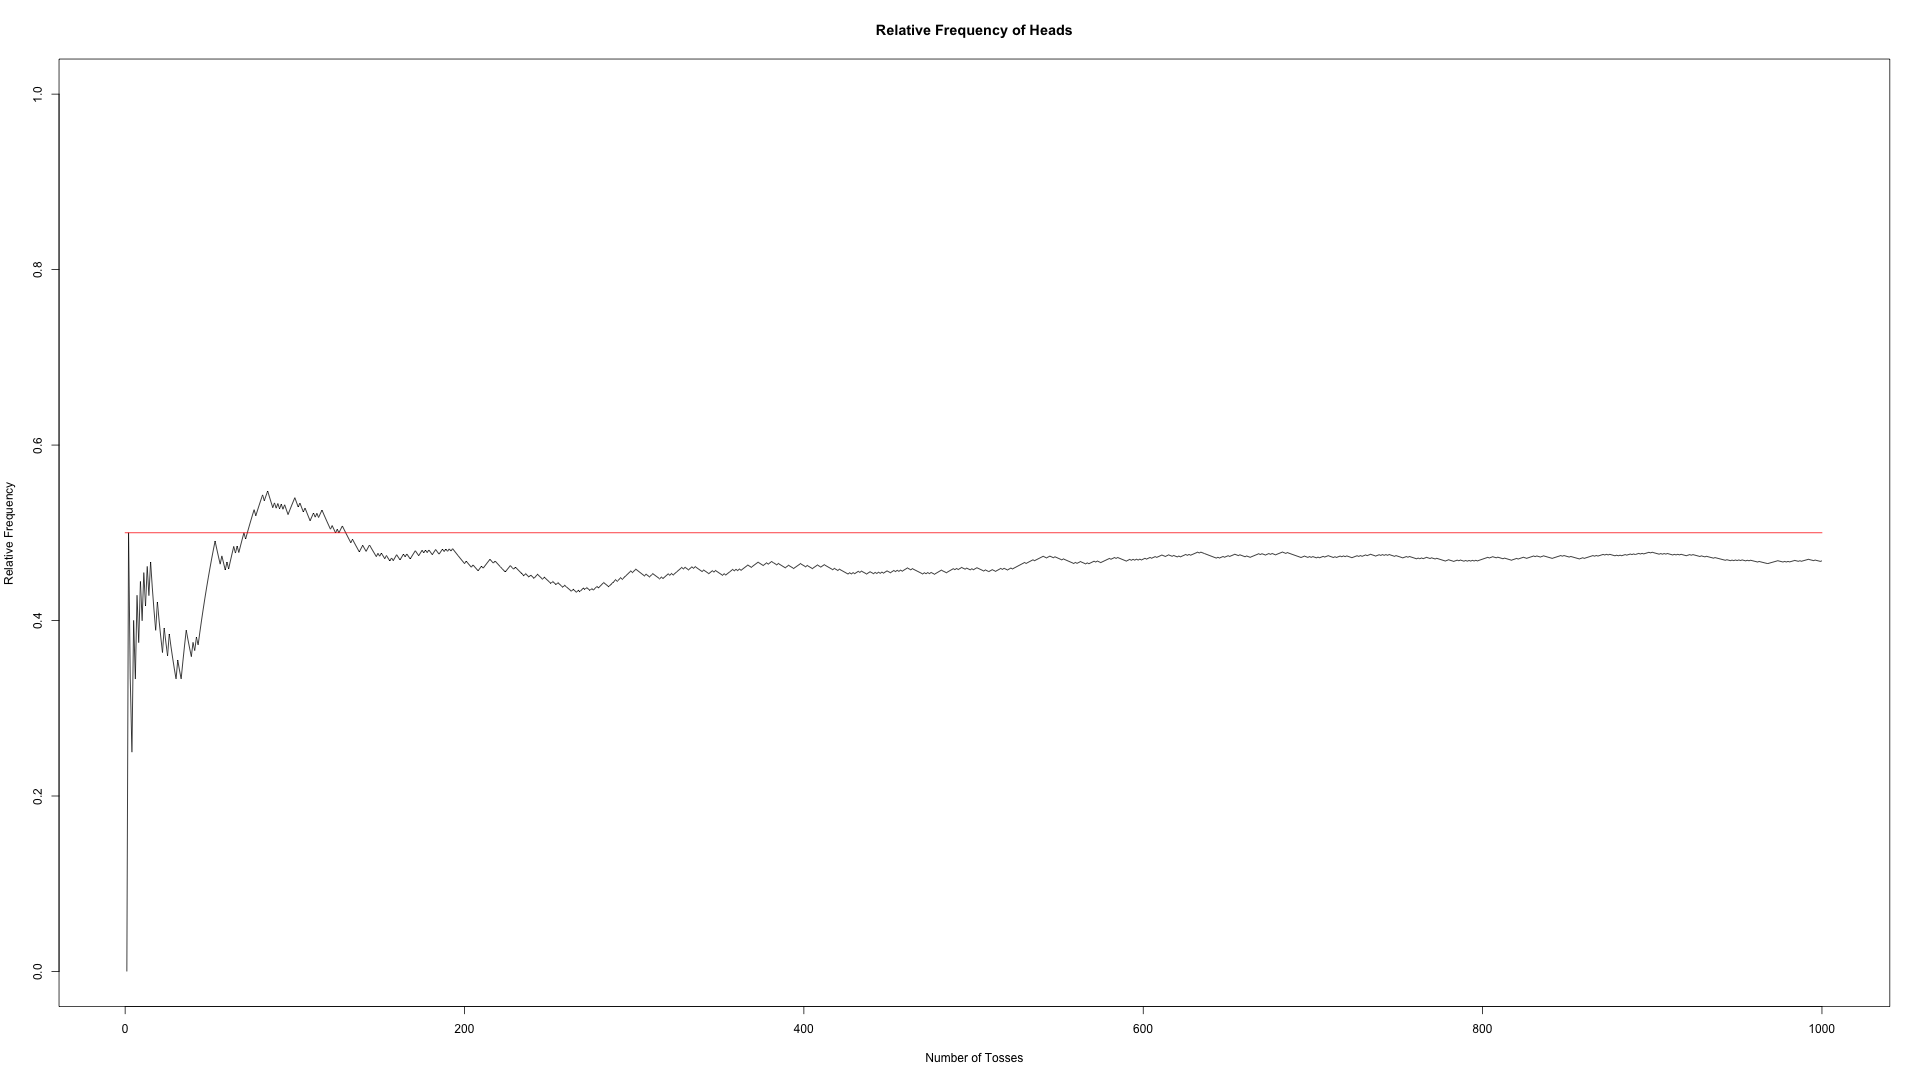 Relative Frequency of Heads
1.0
0.8
0.6
0.4
0.2
0.0
Relative Frequency
0 200 400 600 800 1000
Number of Tosses